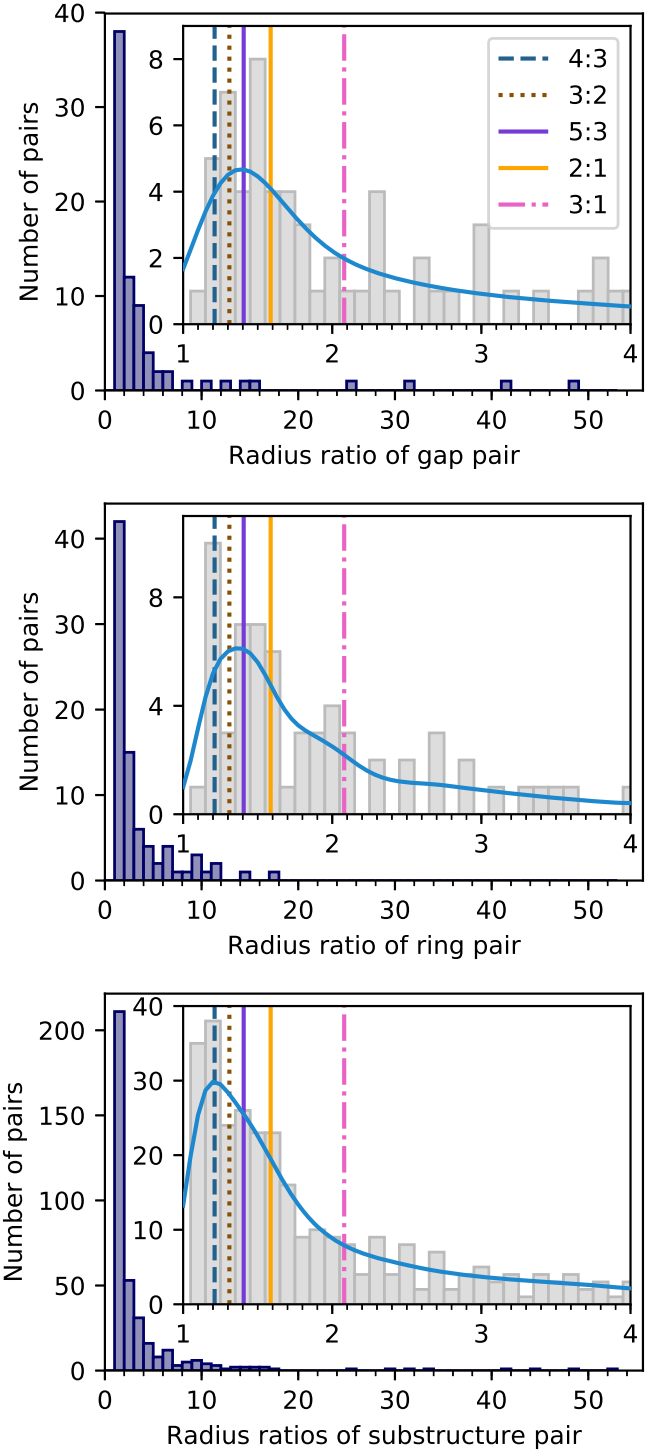 40
30
20
10
0
Number of pairs
8
6
4
2
0
4:3
3:2
5:3
2:1
3:1
1 2 3 4
0 10 20 30 40 50
Radius ratio of gap pair
40
30
20
10
0
Number of pairs
8
4
0
1 2 3 4
0 10 20 30 40 50
Radius ratio of ring pair
200
150
100
50
0
Number of pairs
40
30
20
10
0
1 2 3 4
0 10 20 30 40 50
Radius ratios of substructure pair